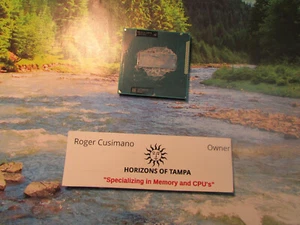 Roger Cusimano
Owner
HORIZONS OF TAMPA
"Specializing in Memory and CPU's"